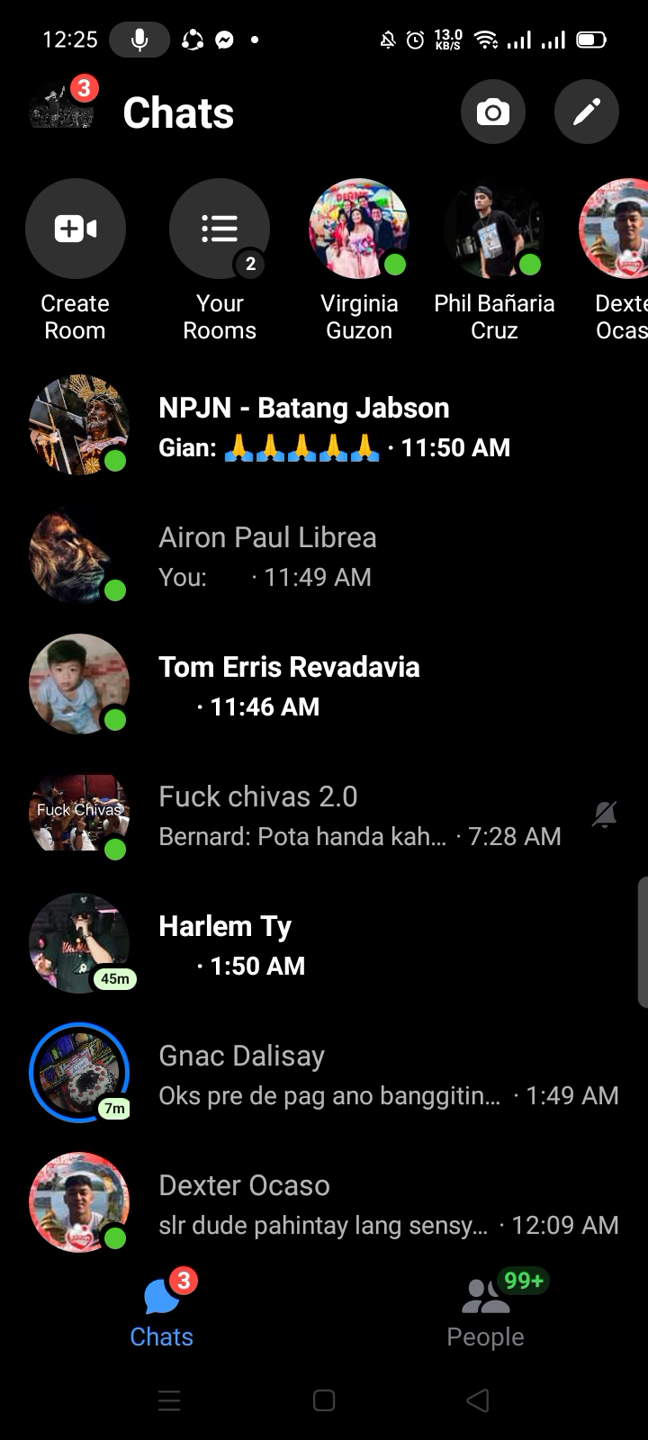 12:25
13.0
KB/S
3
Chats
2
Create
Room
Your
Rooms
Virginia
Guzon
Phil Bañaria
Cruz
Dexte
Ocas
NPJN - Batang Jabson
Gian: 🙏🙏🙏🙏🙏 · 11:50 AM
Airon Paul Librea
You: · 11:49 AM
Tom Erris Revadavia
· 11:46 AM
Fuck Chivas
Fuck chivas 2.0
Bernard: Pota handa kah... · 7:28 AM
Harlem Ty
45m
· 1:50 AM
Gnac Dalisay
7m
Oks pre de pag ano banggitin... · 1:49 AM
Dexter Ocaso
slr dude pahintay lang sensy... · 12:09 AM
3
99+
Chats
People